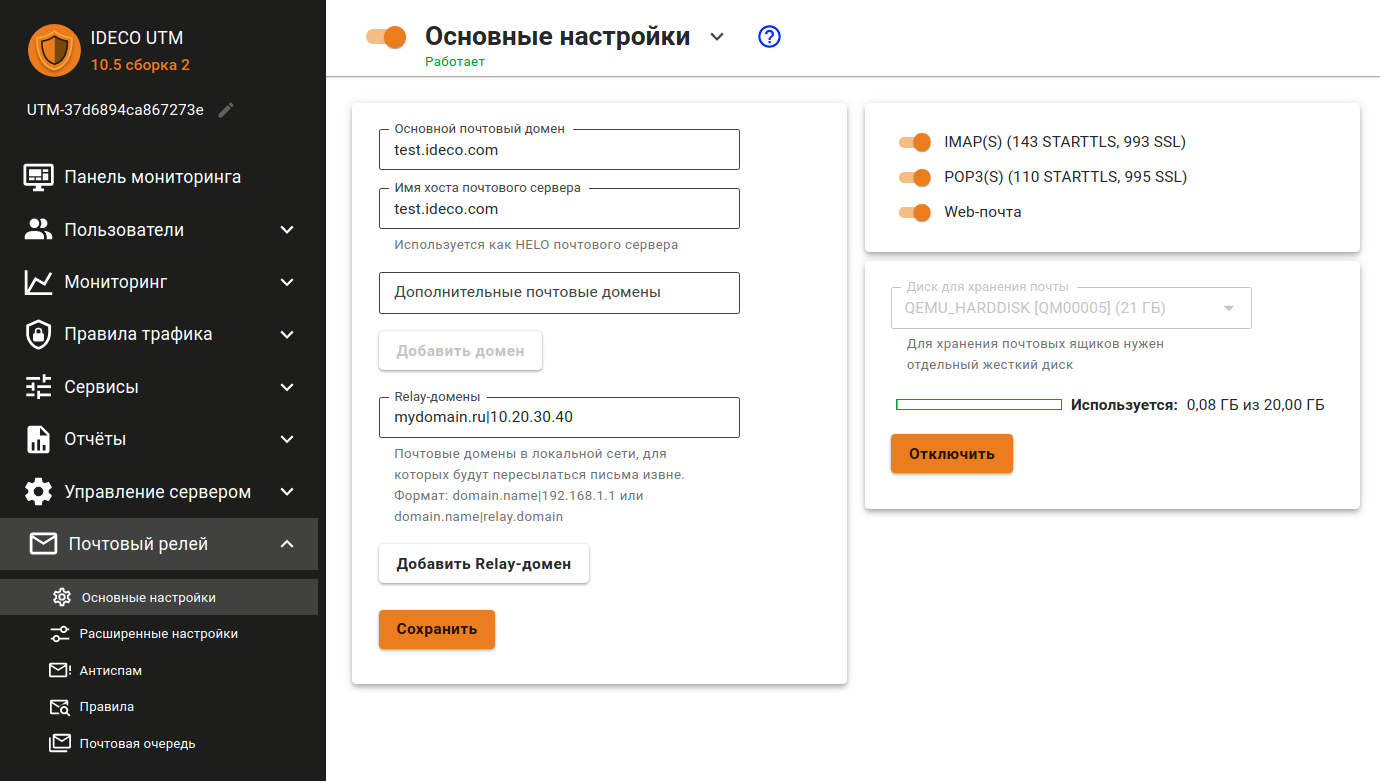 IDECO UTM
10.5 сборка 2
UTM-37d6894ca867273e
Панель мониторинга
Пользователи
Мониторинг
Правила трафика
Сервисы
Отчёты
Управление сервером
Почтовый релей
Основные настройки
Расширенные настройки
Антиспам
Правила
Почтовая очередь
Основные настройки
Работает
Основной почтовый домен
test.ideco.com
Имя хоста почтового сервера
test.ideco.com
Используется как HELO почтового сервера
Дополнительные почтовые домены
Добавить домен
Relay-домены
mydomain.ru|10.20.30.40
Почтовые домены в локальной сети, для
которых будут пересылаться письма извне.
Формат: domain.name|192.168.1.1 или
domain.name|relay.domain
Добавить Relay-домен
Сохранить
IMAP(S) (143 STARTTLS, 993 SSL)
POP3(S) (110 STARTTLS, 995 SSL)
Web-почта
Диск для хранения почты
QEMU_HARDDISK [QM00005] (21 ГБ)
Для хранения почтовых ящиков нужен
отдельный жесткий диск
Используется: 0,08 ГБ из 20,00 ГБ
Отключить